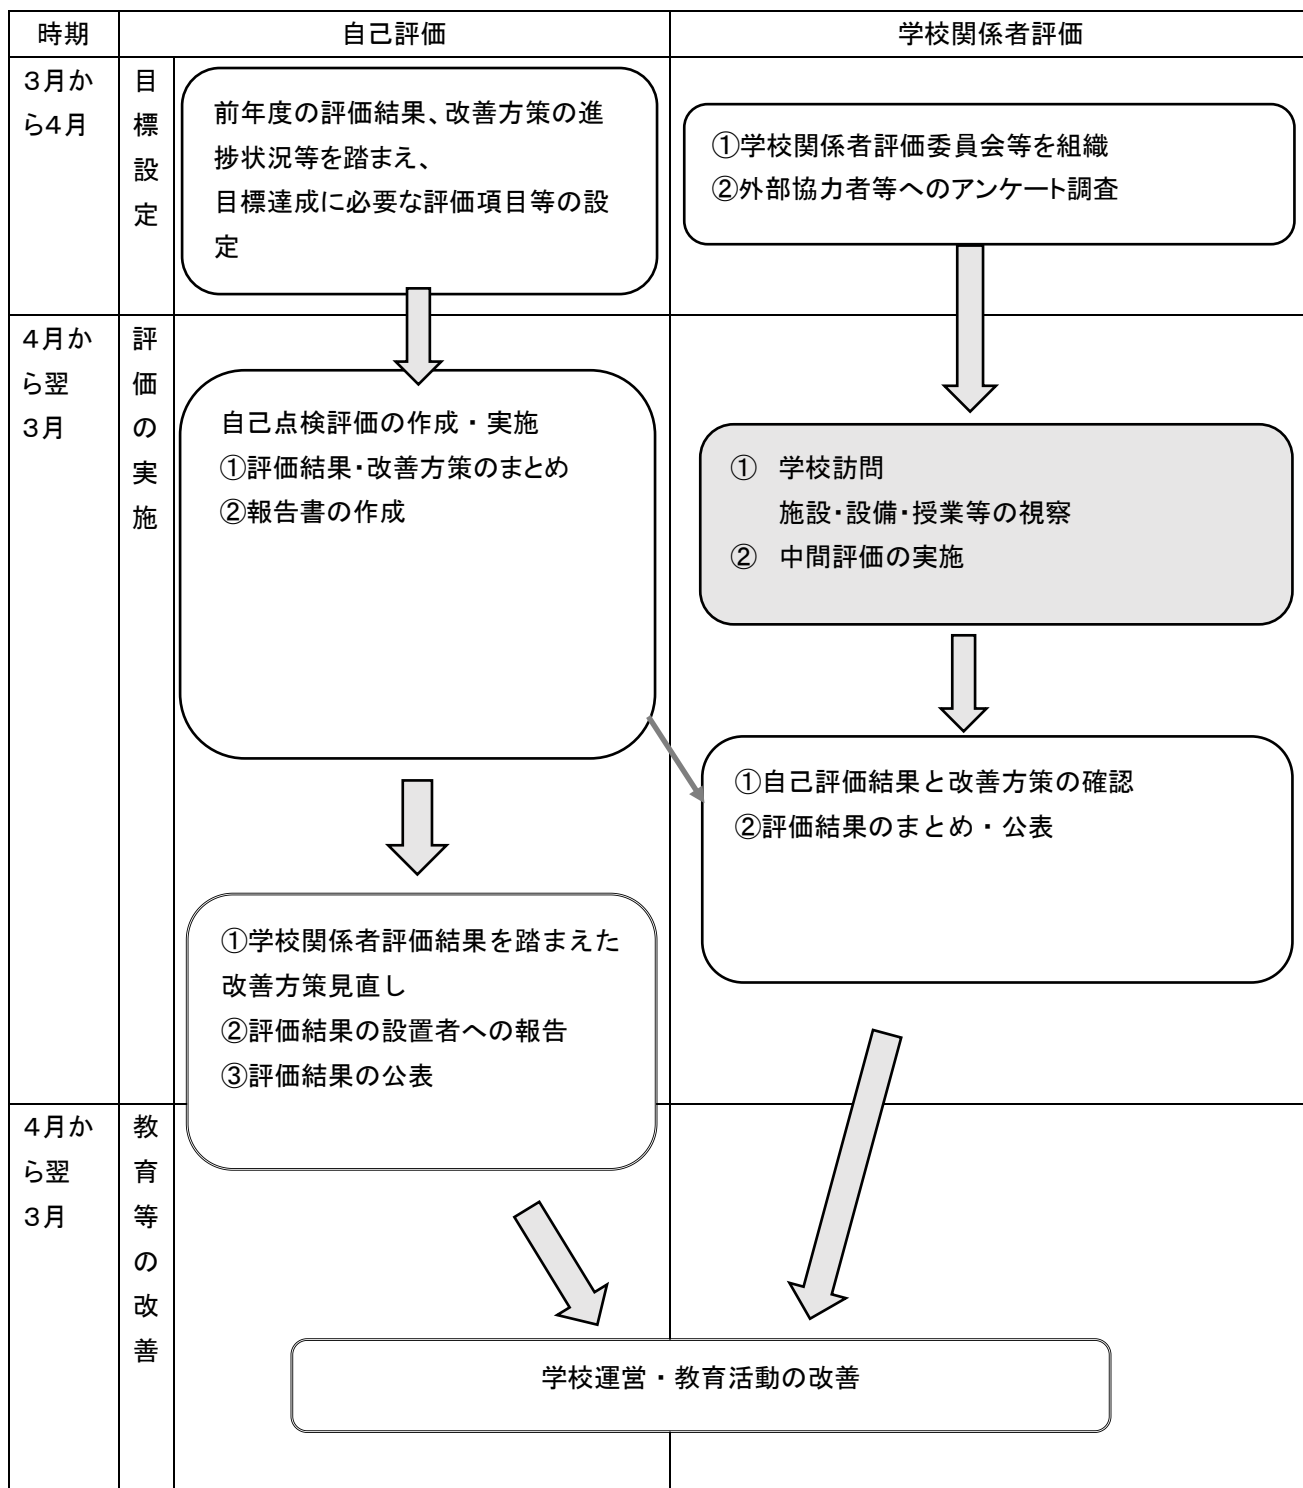 時期
自己評価
学校関係者評価
３月か
ら４月
目
標
設
定
前年度の評価結果、改善方策の進
捗状況等を踏まえ、
目標達成に必要な評価項目等の設
定
①学校関係者評価委員会等を組織
②外部協力者等へのアンケート調査
４月か
ら翌
３月
評
価
の
実
施
自己点検評価の作成・実施
①評価結果・改善方策のまとめ
②報告書の作成
①　学校訪問
施設・設備・授業等の視察
②　中間評価の実施
①自己評価結果と改善方策の確認
②評価結果のまとめ・公表
①学校関係者評価結果を踏まえた
改善方策見直し
②評価結果の設置者への報告
③評価結果の公表
４月か
ら翌
３月
教
育
等
の
改
善
学校運営・教育活動の改善